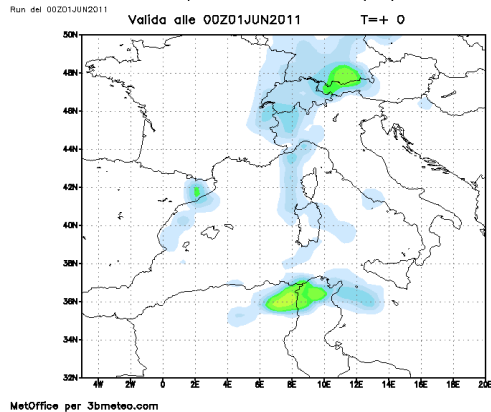 Run del 00Z01JUN2011
Valida alle 00Z01JUN2011 T=+ 0
50N
48N
46N
44N
42N
40N
38N
36N
34N
32N
4W 2W 0 2E 4E 6E 8E 10E 12E 14E 16E 18E 20E
MetOffice per 3bmeteo.com